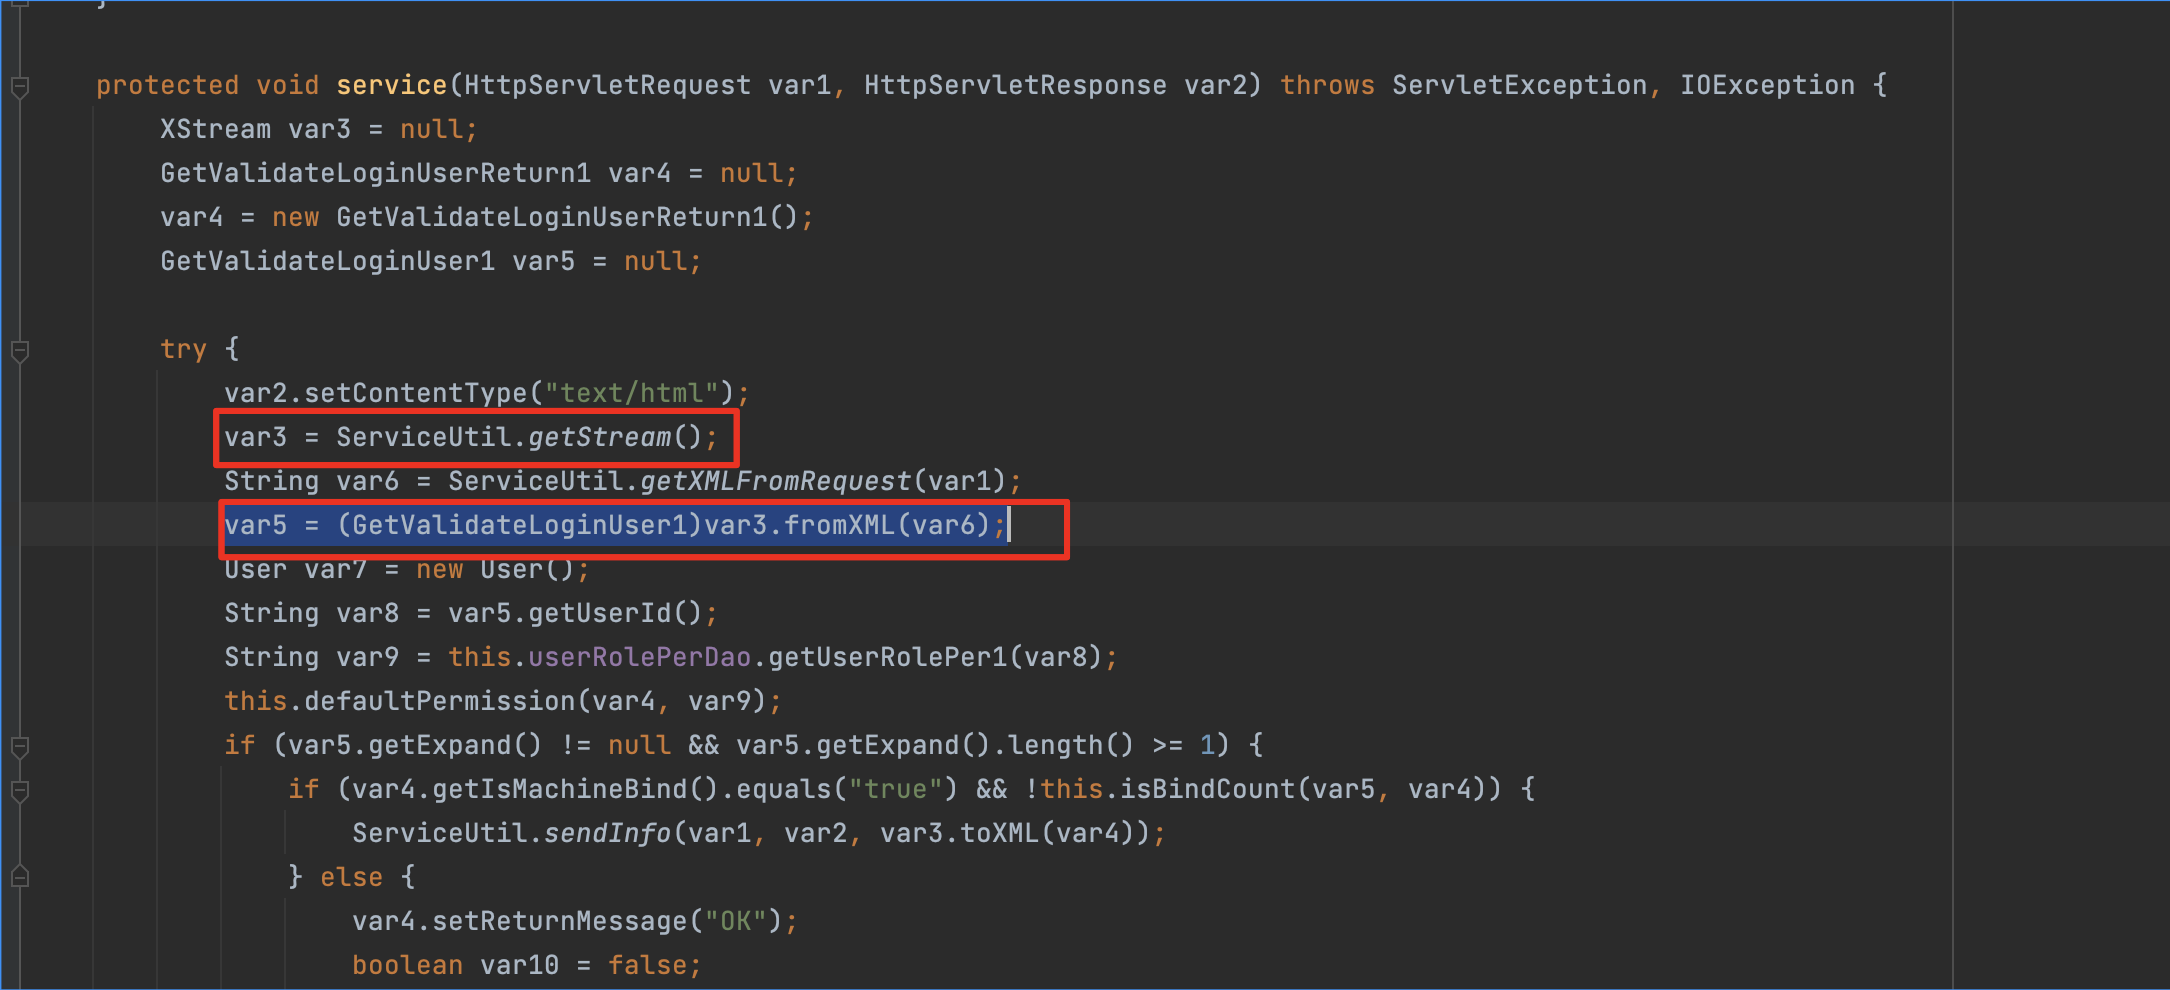 }
protected void service(HttpServletRequest var1, HttpServletResponse var2) throws ServletException, IOException {
XStream var3 = null;
GetValidateLoginUserReturn1 var4 = null;
var4 = new GetValidateLoginUserReturn1();
GetValidateLoginUser1 var5 = null;
try {
var2.setContentType("text/html");
var3 = ServiceUtil.getStream();
String var6 = ServiceUtil.getXMLFromRequest(var1);
var5 = (GetValidateLoginUser1)var3.fromXML(var6);
User var7 = new User();
String var8 = var5.getUserId();
String var9 = this.userRolePerDao.getUserRolePer1(var8);
this.defaultPermission(var4, var9);
if (var5.getExpand() != null && var5.getExpand().length() >= 1) {
if (var4.getIsMachineBind().equals("true") && !this.isBindCount(var5, var4)) {
ServiceUtil.sendInfo(var1, var2, var3.toXML(var4));
} else {
var4.setReturnMessage("OK");
boolean var10 = false;